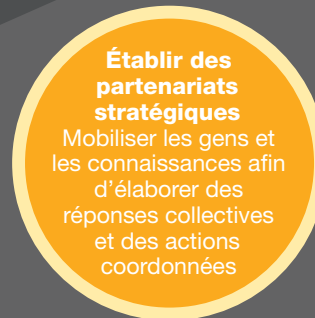 Établir des
partenariats
stratégiques
Mobiliser les gens et
les connaissances afin
d’élaborer des
réponses collectives
et des actions
coordonnées